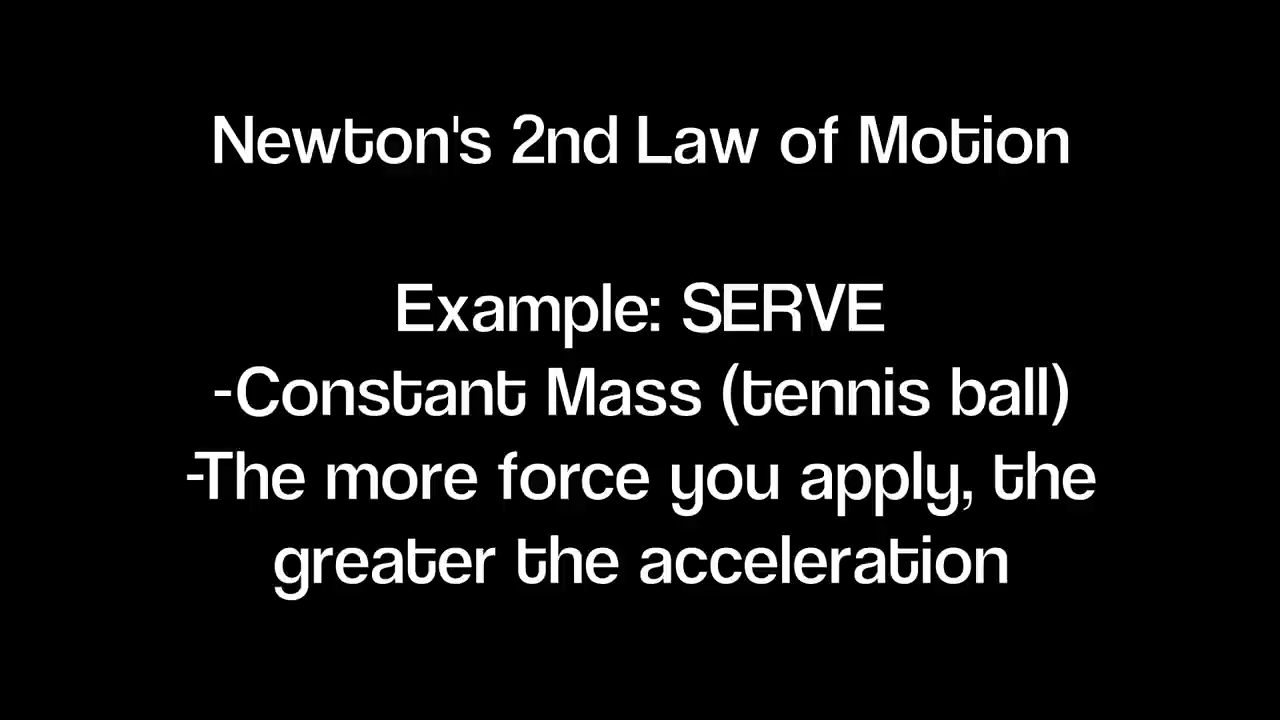 Newton's 2nd Law of Motion
Example: SERVE
-Constant Mass (tennis ball)
-The more force you apply, the
greater the acceleration